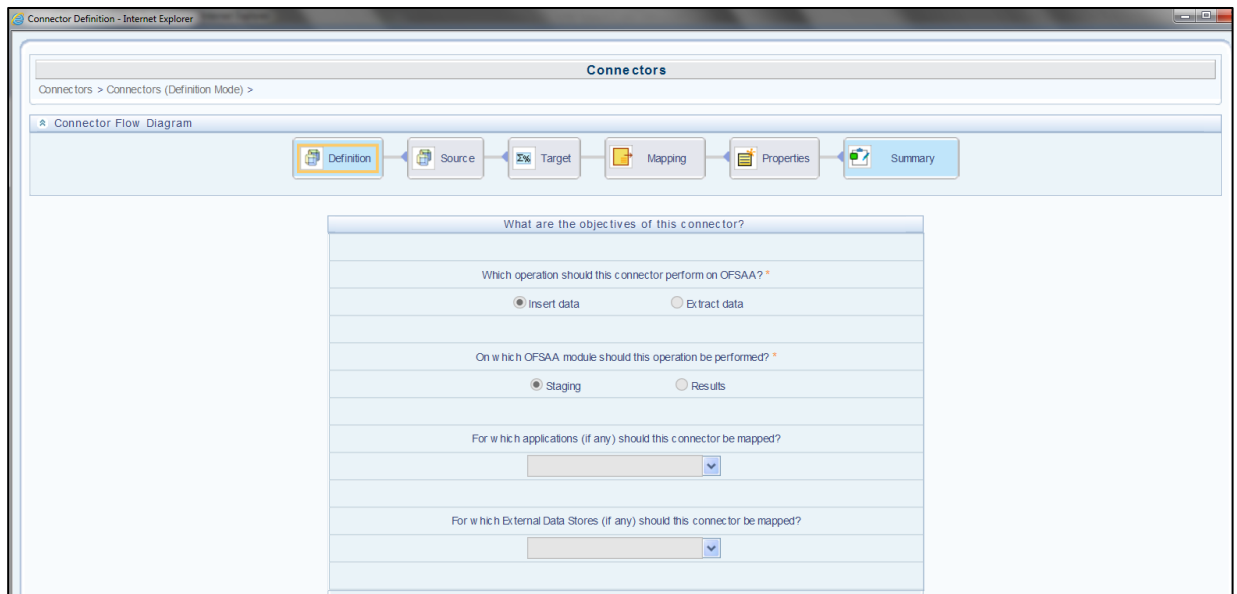 Connector Definition - Internet Explorer
Connectors
Connectors > Connectors (Definition Mode) >
Connector Flow Diagram
Definition Source Σ% Target Mapping Properties Summary
What are the objectives of this connector?
Which operation should this connector perform on OFSAA? *
Insert data Extract data
On which OFSAA module should this operation be performed? *
Staging Results
For which applications (if any) should this connector be mapped?
For which External Data Stores (if any) should this connector be mapped?